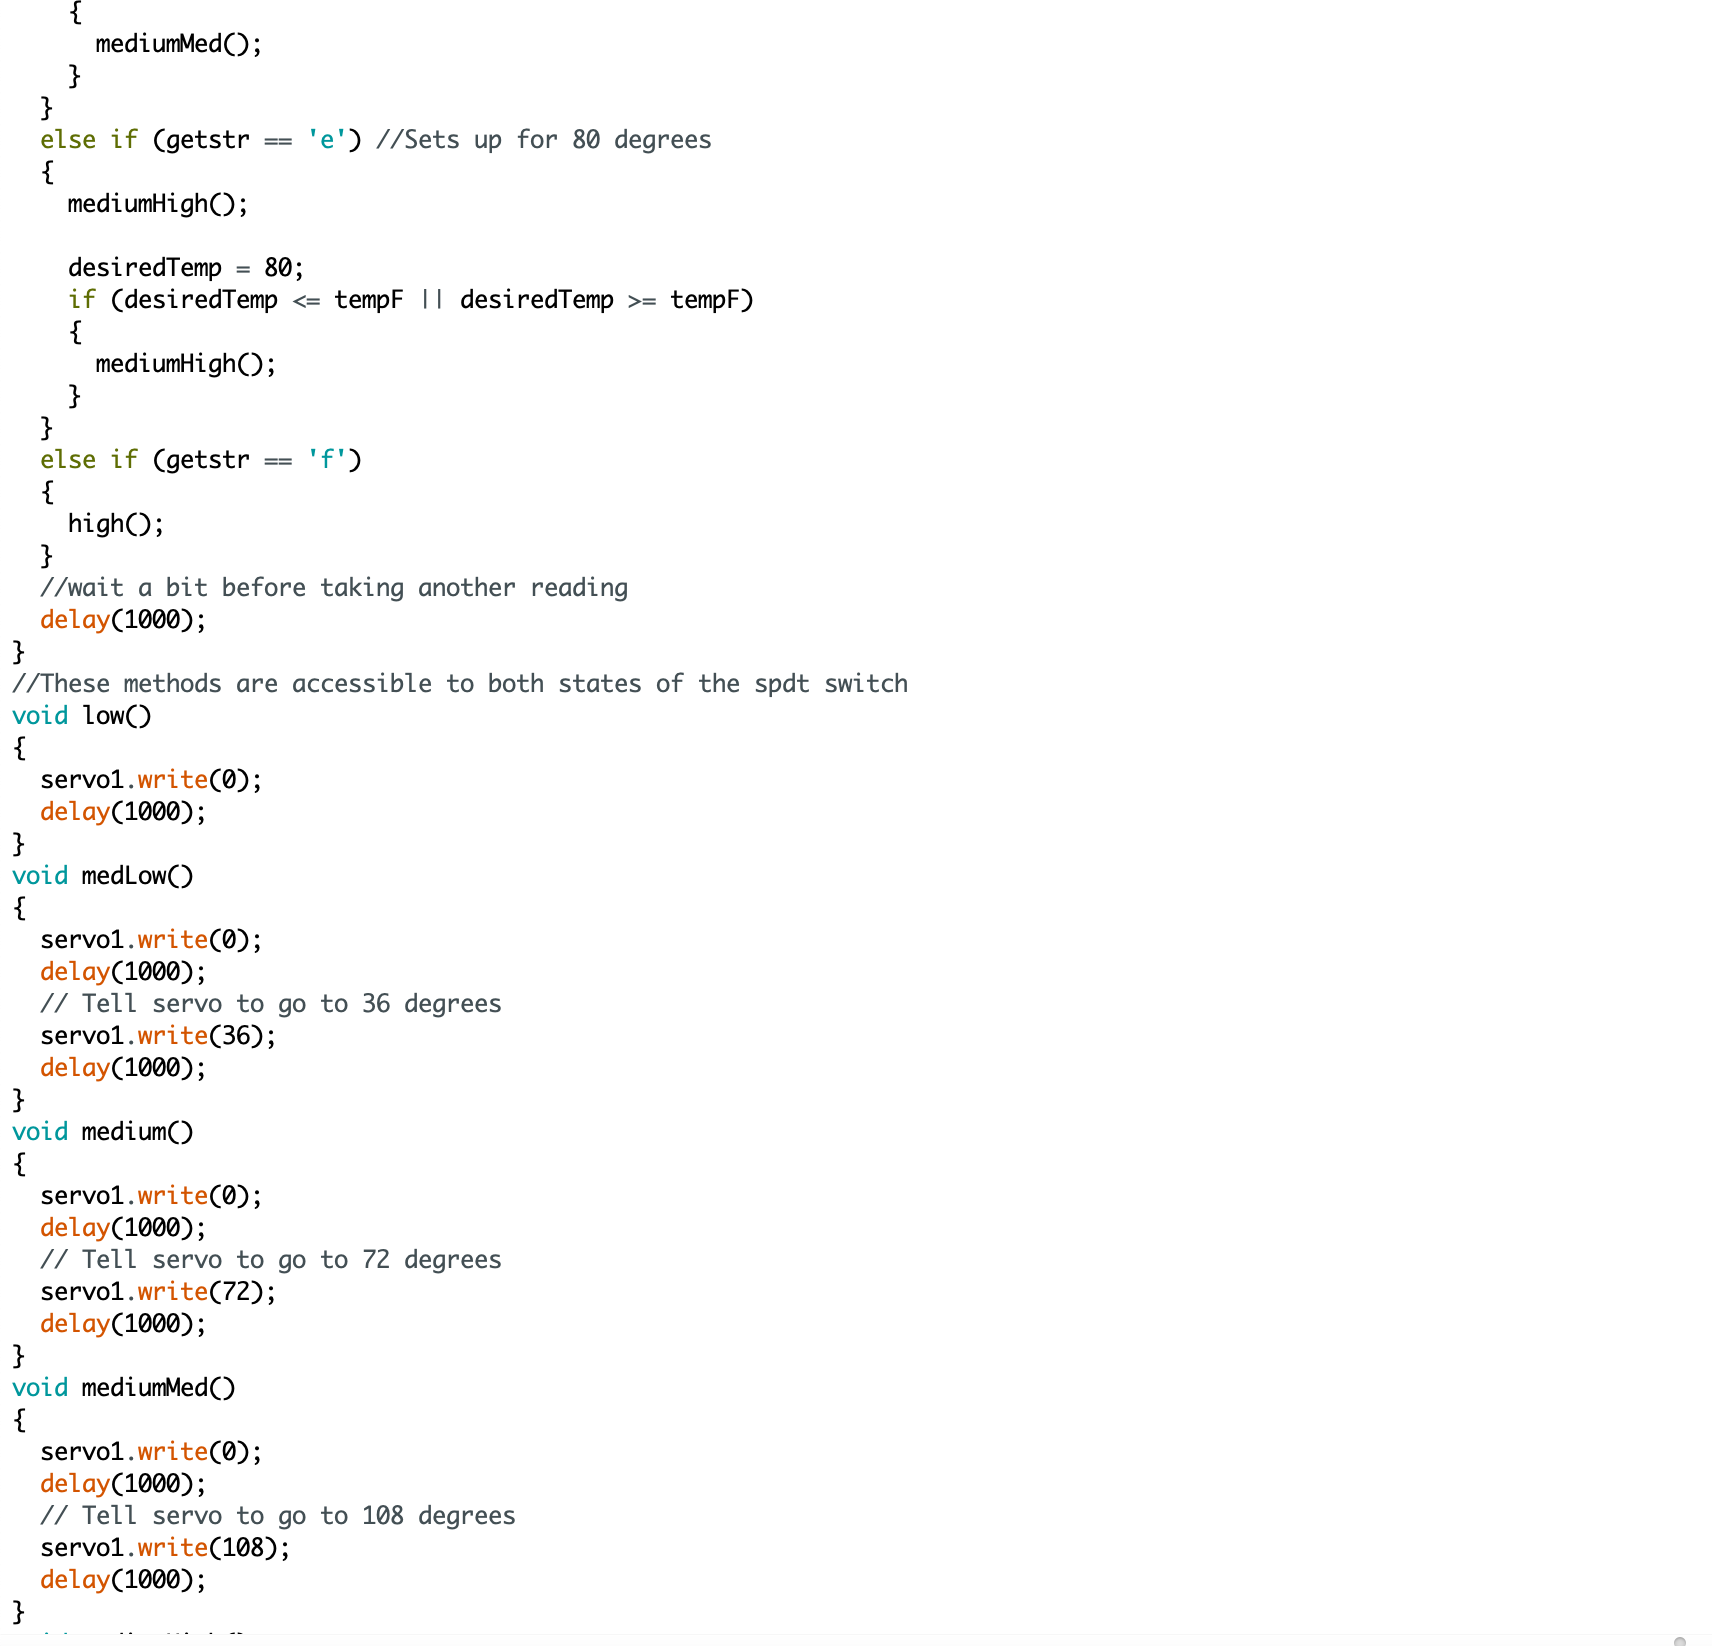 {
      mediumMed();
    }
  }
  else if (getstr == 'e') //Sets up for 80 degrees
  {
    mediumHigh();

    desiredTemp = 80;
    if (desiredTemp <= tempF || desiredTemp >= tempF)
    {
      mediumHigh();
    }
  }
  else if (getstr == 'f')
  {
    high();
  }
  //wait a bit before taking another reading
  delay(1000);
}
//These methods are accessible to both states of the spdt switch
void low()
{
  servo1.write(0);
  delay(1000);
}
void medLow()
{
  servo1.write(0);
  delay(1000);
  // Tell servo to go to 36 degrees
  servo1.write(36);
  delay(1000);
}
void medium()
{
  servo1.write(0);
  delay(1000);
  // Tell servo to go to 72 degrees
  servo1.write(72);
  delay(1000);
}
void mediumMed()
{
  servo1.write(0);
  delay(1000);
  // Tell servo to go to 108 degrees
  servo1.write(108);
  delay(1000);
}